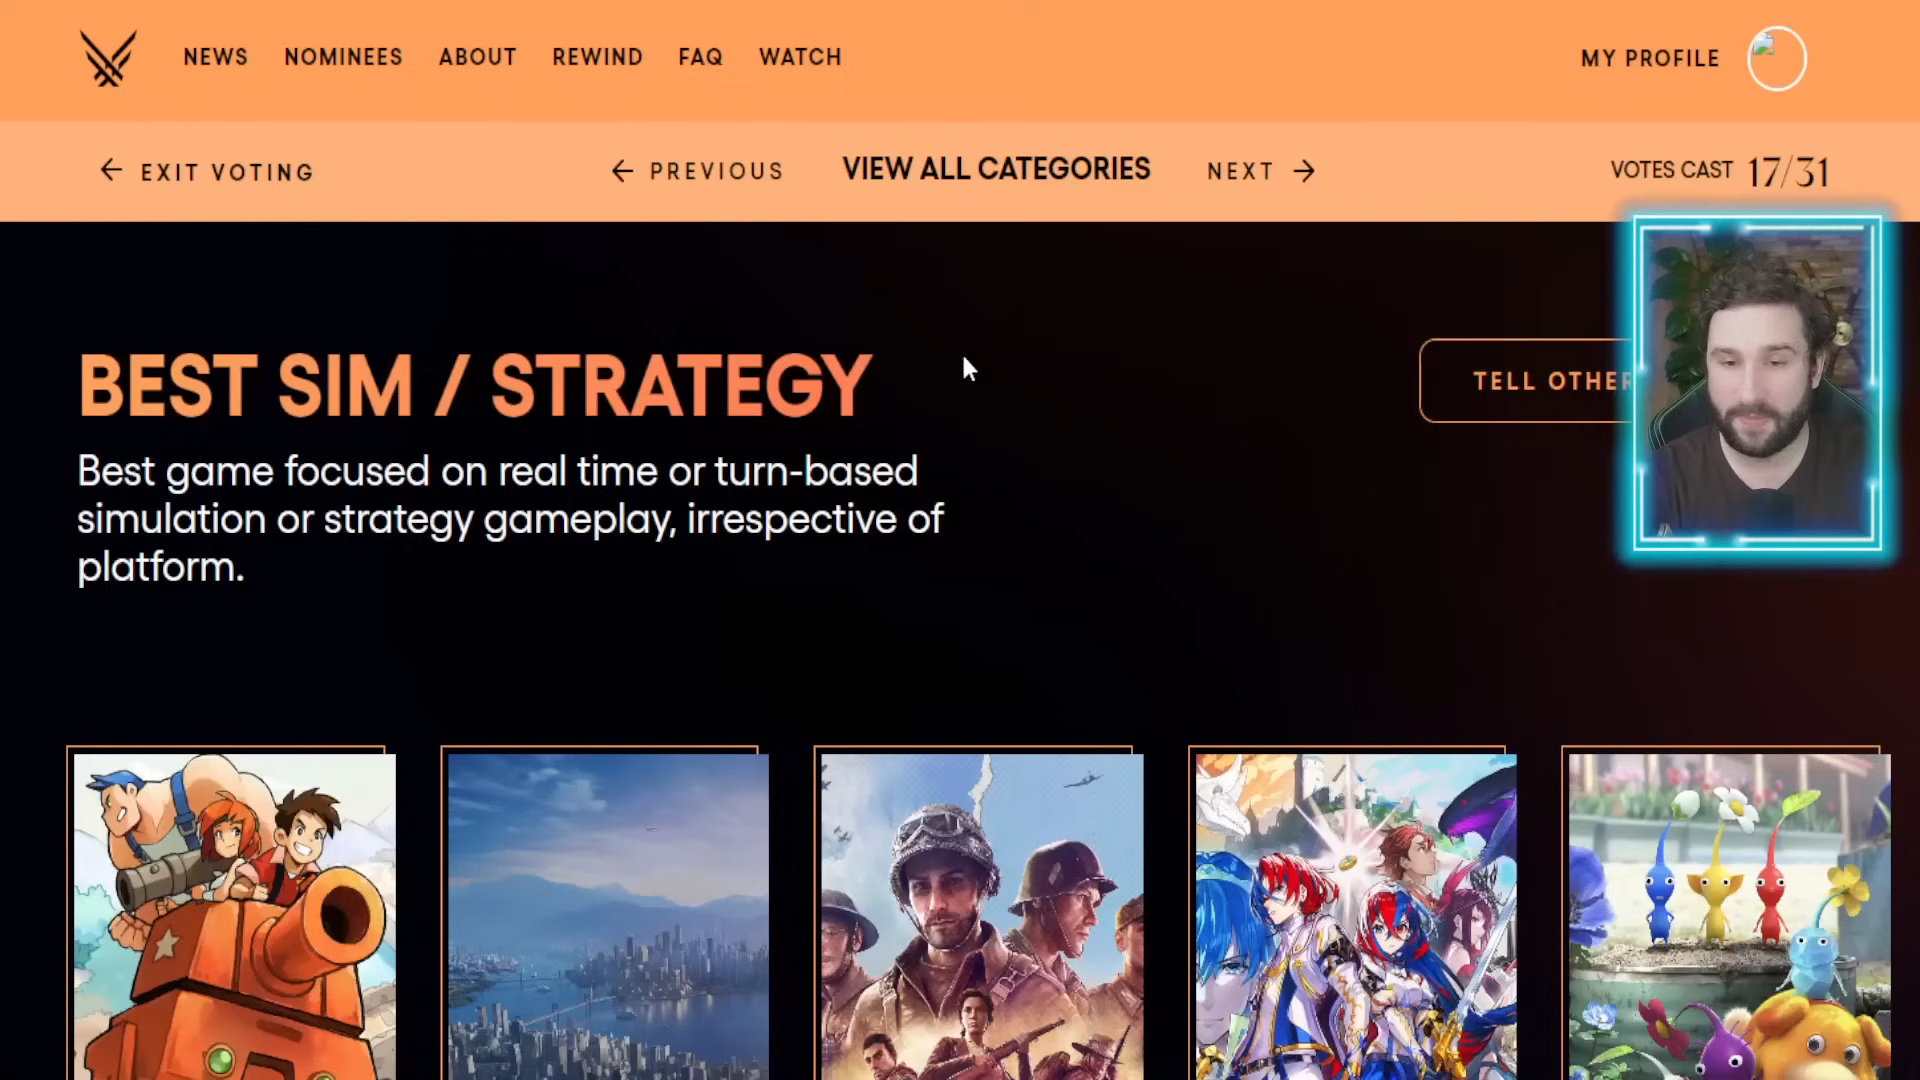 NEWS NOMINEES ABOUT REWIND FAQ WATCH MY PROFILE
EXIT VOTING PREVIOUS VIEW ALL CATEGORIES NEXT VOTES CAST 17/31
BEST SIM / STRATEGY
TELL OTHER
Best game focused on real time or turn-based
simulation or strategy gameplay, irrespective of
platform.